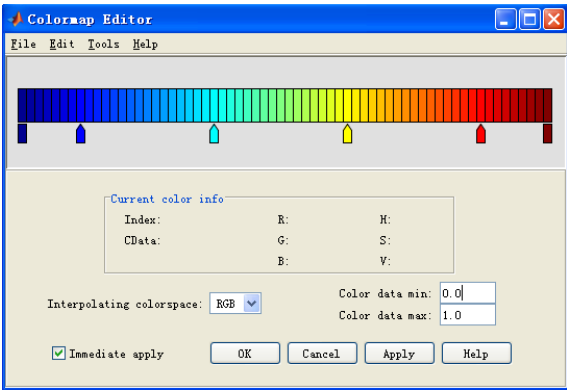 Colormap Editor
File Edit Tools Help
Current color info
Index: R: H:
CData: G: S:
B: V:
Interpolating colorspace: RGB
Color data min: 0.0
Color data max: 1.0
Immediate apply OK Cancel Apply Help